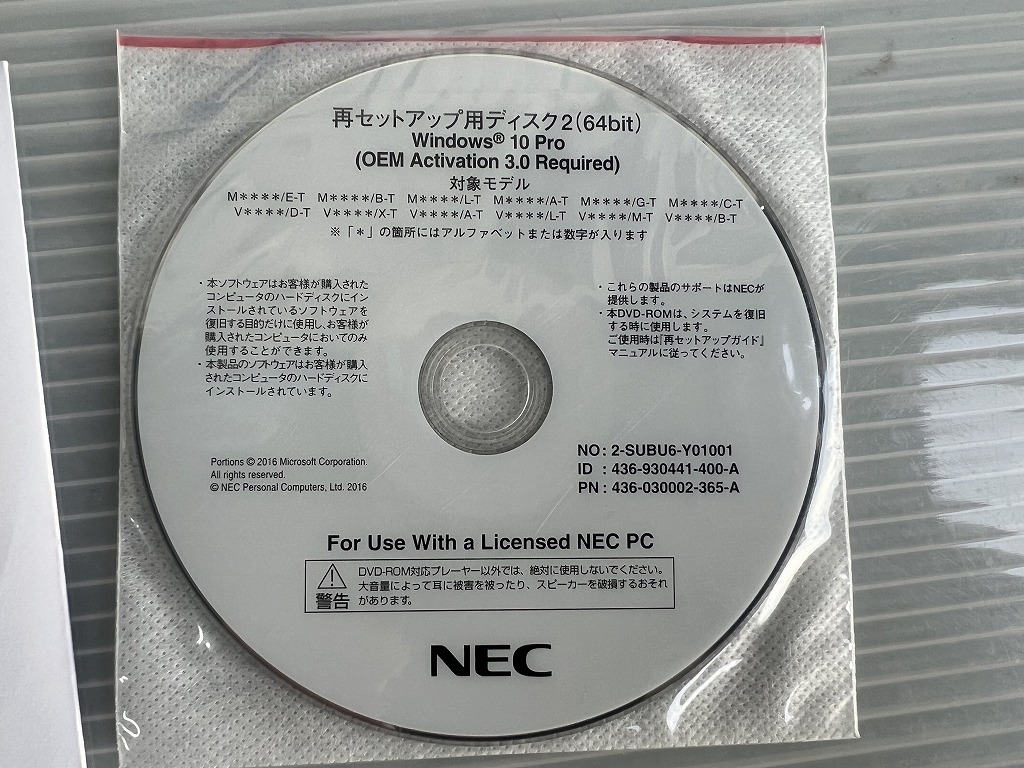 再セットアップ用ディスク2(64bit)
Windows® 10 Pro
(OEM Activation 3.0 Required)
対象モデル
M****/E-T M****/B-T M****/L-T M****/A-T M****/G-T M****/C-T
V****/D-T V****/X-T V****/A-T V****/L-T V****/M-T V****/B-T
※「*」の箇所にはアルファベットまたは数字が入ります
・本ソフトウェアはお客様が購入された
コンピュータのハードディスクにイン
ストールされているソフトウェアを
復旧する目的だけに使用し、お客様が
購入されたコンピュータにおいてのみ
使用することができます。
・本製品のソフトウェアはお客様が購入
されたコンピュータのハードディスクに
インストールされています。
・これらの製品のサポートはNECが
提供します。
・本DVD-ROMは、システムを復旧
する時に使用します。
ご使用時は『再セットアップガイド』
マニュアルに従ってください。
Portions © 2016 Microsoft Corporation.
All rights reserved.
© NEC Personal Computers, Ltd. 2016
NO : 2-SUBU6-Y01001
ID : 436-930441-400-A
PN : 436-030002-365-A
For Use With a Licensed NEC PC
警告
DVD-ROM対応プレーヤー以外では、絶対に使用しないでください。
大音量によって耳に被害を被ったり、スピーカーを破損するおそれ
があります。
NEC